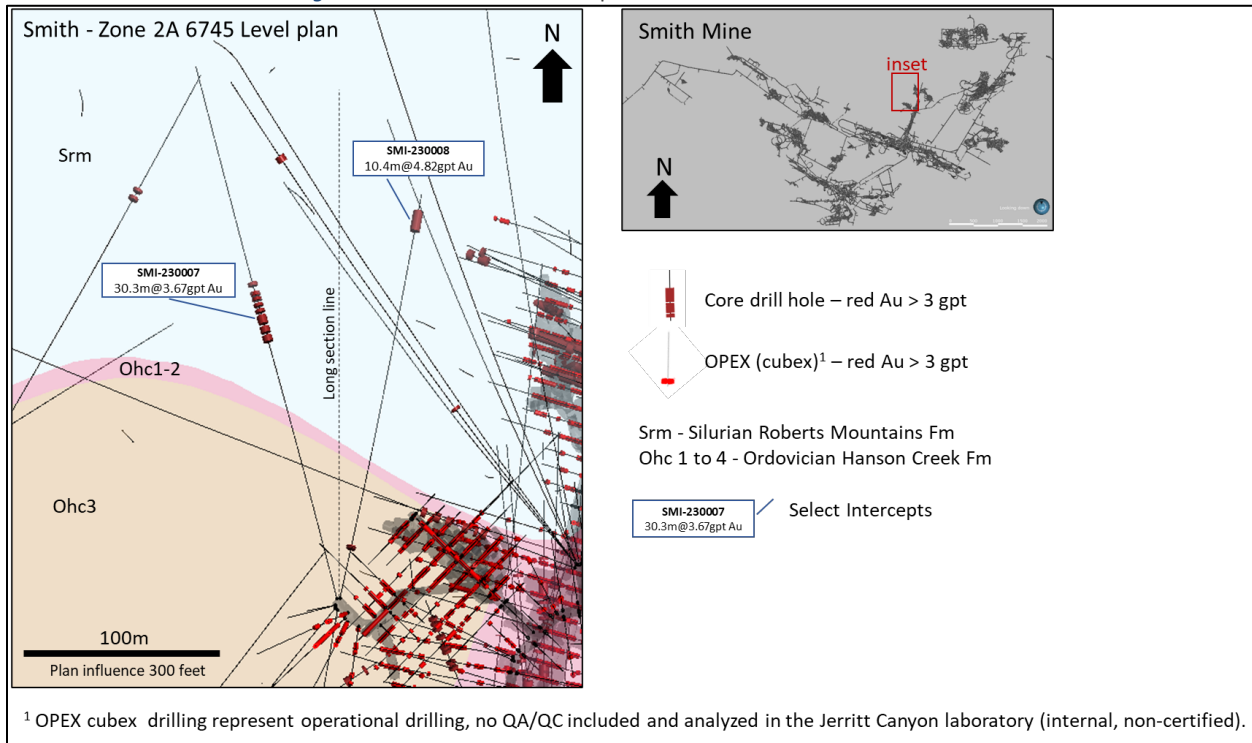 Smith - Zone 2A 6745 Level plan
N
Srm
SMI-230008
10.4m@4.82gpt Au
SMI-230007
30.3m@3.67gpt Au
Long section line
Ohc1-2
Ohc3
100m
Plan influence 300 feet
Smith Mine
inset
N
Core drill hole – red Au > 3 gpt
OPEX (cubex)¹ – red Au > 3 gpt
Srm - Silurian Roberts Mountains Fm
Ohc 1 to 4 - Ordovician Hanson Creek Fm
SMI-230007
30.3m@3.67gpt Au
Select Intercepts
¹ OPEX cubex drilling represent operational drilling, no QA/QC included and analyzed in the Jerritt Canyon laboratory (internal, non-certified).